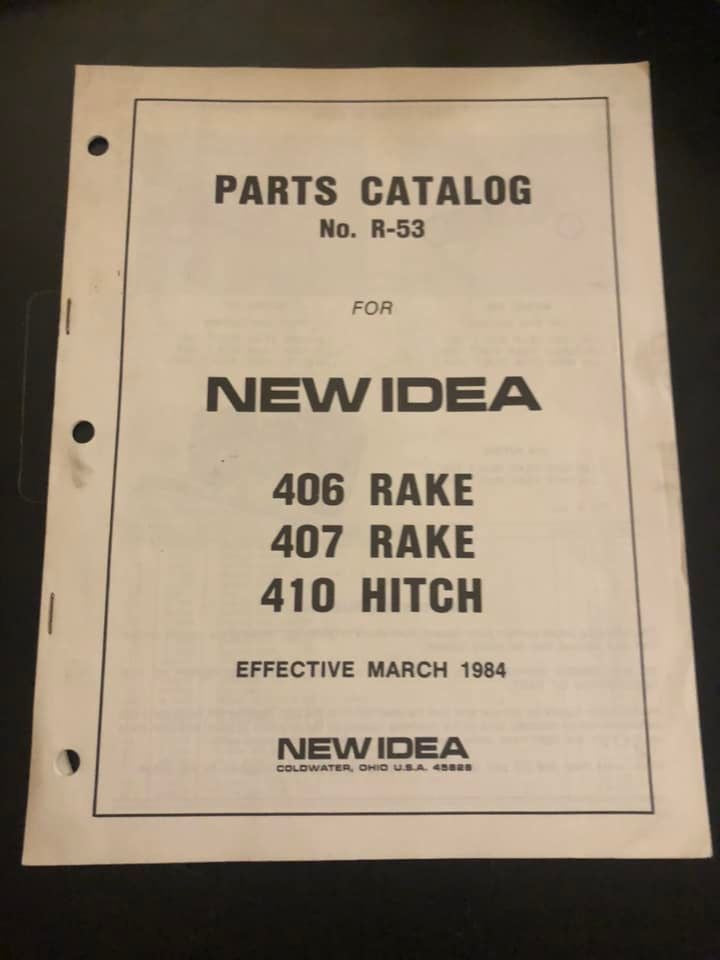 PARTS CATALOG
No. R-53
FOR
NEW IDEA
406 RAKE
407 RAKE
410 HITCH
EFFECTIVE MARCH 1984
NEW IDEA
COLDWATER, OHIO U.S.A. 45828